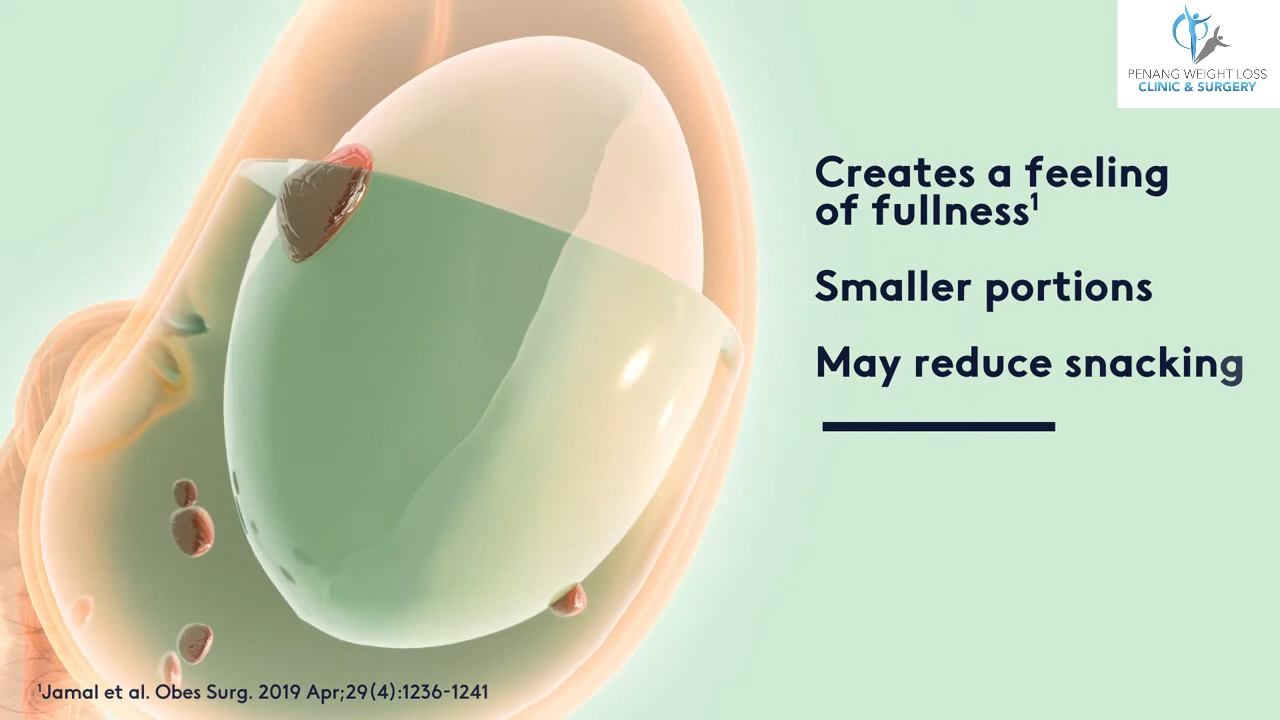 PENANG WEIGHT LOSS
CLINIC & SURGERY
Creates a feeling
of fullness¹
Smaller portions
May reduce snacking
¹Jamal et al. Obes Surg. 2019 Apr;29(4):1236-1241